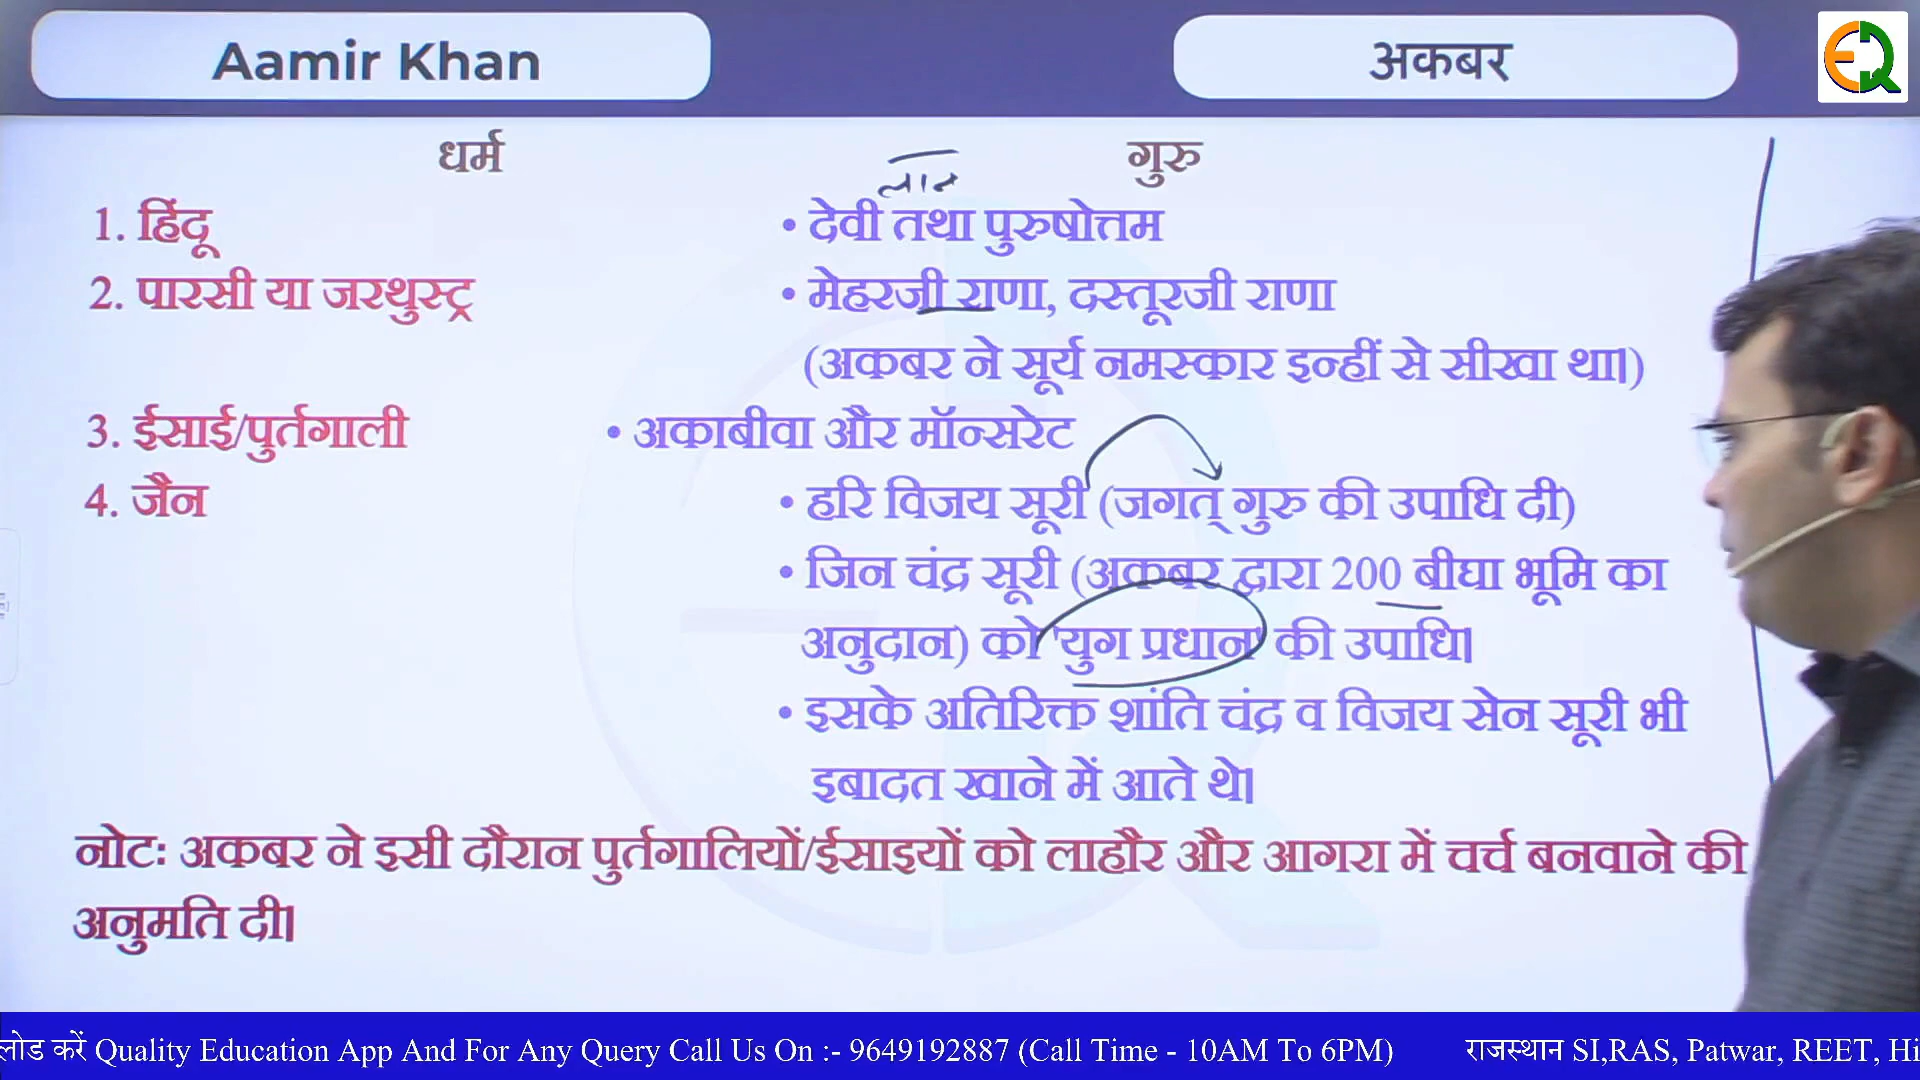 Aamir Khan
अकबर
EQ
धर्म
गुरु
1. हिंदू
• देवी तथा पुरुषोत्तम
2. पारसी या जरथुस्ट्र
• मेहरजी राणा, दस्तूरजी राणा
(अकबर ने सूर्य नमस्कार इन्हीं से सीखा था।)
3. ईसाई/पुर्तगाली
• अकाबीवा और मॉन्सरेट
4. जैन
• हरि विजय सूरी (जगत् गुरु की उपाधि दी)
• जिन चंद्र सूरी (अकबर द्वारा 200 बीघा भूमि का
अनुदान) को 'युग प्रधान' की उपाधि।
• इसके अतिरिक्त शांति चंद्र व विजय सेन सूरी भी
इबादत खाने में आते थे।
नोटः अकबर ने इसी दौरान पुर्तगालियों/ईसाइयों को लाहौर और आगरा में चर्च बनवाने की
अनुमति दी।
लोड करें Quality Education App And For Any Query Call Us On :- 9649192887 (Call Time - 10AM To 6PM) राजस्थान SI,RAS, Patwar, REET, Hi